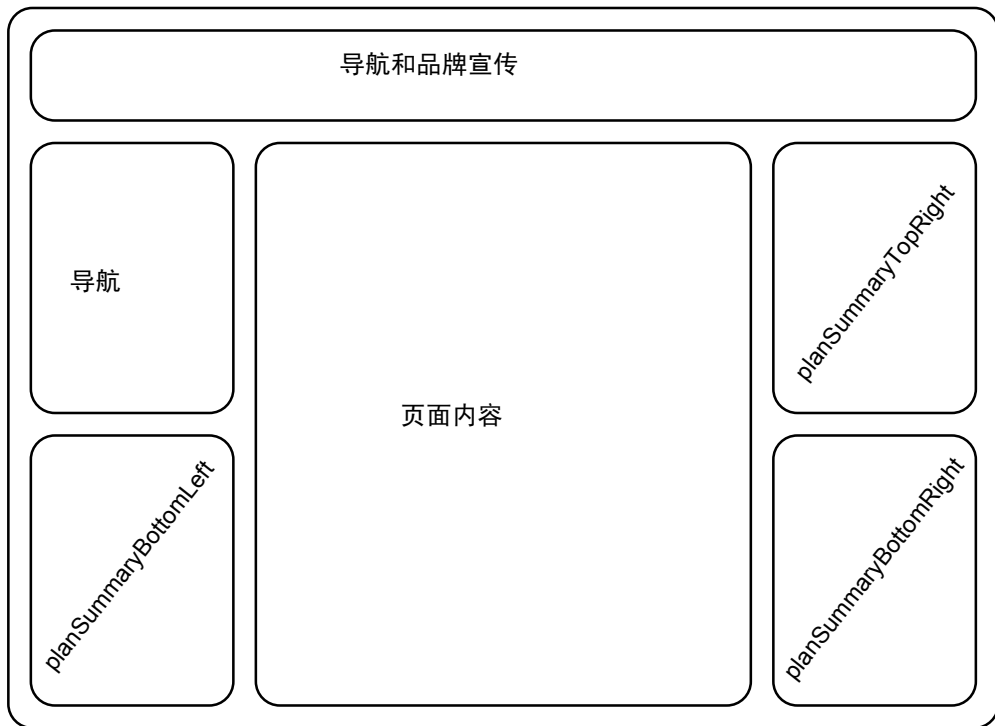 导航和品牌宣传
导航
planSummaryTopRight
页面内容
planSummaryBottomLeft
planSummaryBottomRight